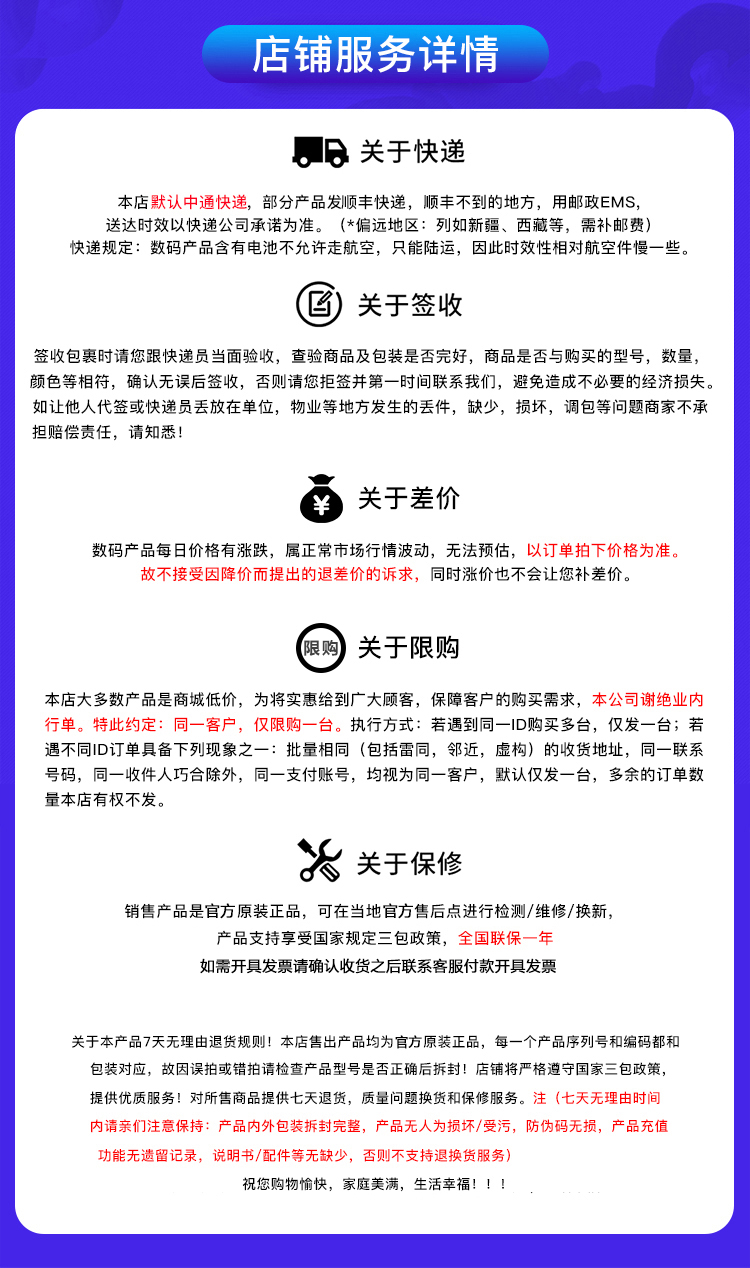 店铺服务详情
关于快递
本店默认中通快递，部分产品发顺丰快递，顺丰不到的地方，用邮政EMS，
送达时效以快递公司承诺为准。（*偏远地区：列如新疆、西藏等，需补邮费）
快递规定：数码产品含有电池不允许走航空，只能陆运，因此时效性相对航空件慢一些。
关于签收
签收包裹时请您跟快递员当面验收，查验商品及包装是否完好，商品是否与购买的型号，数量，
颜色等相符，确认无误后签收，否则请您拒签并第一时间联系我们，避免造成不必要的经济损失。
如让他人代签或快递员丢放在单位，物业等地方发生的丢件，缺少，损坏，调包等问题商家不承
担赔偿责任，请知悉！
¥
关于差价
数码产品每日价格有涨跌，属正常市场行情波动，无法预估，以订单拍下价格为准。
故不接受因降价而提出的退差价的诉求，同时涨价也不会让您补差价。
限购
关于限购
本店大多数产品是商城低价，为将实惠给到广大顾客，保障客户的购买需求，本公司谢绝业内
行单。特此约定：同一客户，仅限购一台。执行方式：若遇到同一ID购买多台，仅发一台；若
遇不同ID订单具备下列现象之一：批量相同（包括雷同，邻近，虚构）的收货地址，同一联系
号码，同一收件人巧合除外，同一支付账号，均视为同一客户，默认仅发一台，多余的订单数
量本店有权不发。
关于保修
销售产品是官方原装正品，可在当地官方售后点进行检测/维修/换新，
产品支持享受国家规定三包政策，全国联保一年
如需开具发票请确认收货之后联系客服付款开具发票
关于本产品7天无理由退货规则！本店售出产品均为官方原装正品，每一个产品序列号和编码都和
包装对应，故因误拍或错拍请检查产品型号是否正确后拆封！店铺将严格遵守国家三包政策，
提供优质服务！对所售商品提供七天退货，质量问题换货和保修服务。注（七天无理由时间
内请亲们注意保持：产品内外包装拆封完整，产品无人为损坏/受污，防伪码无损，产品充值
功能无遗留记录，说明书/配件等无缺少，否则不支持退换货服务）
祝您购物愉快，家庭美满，生活幸福！！！